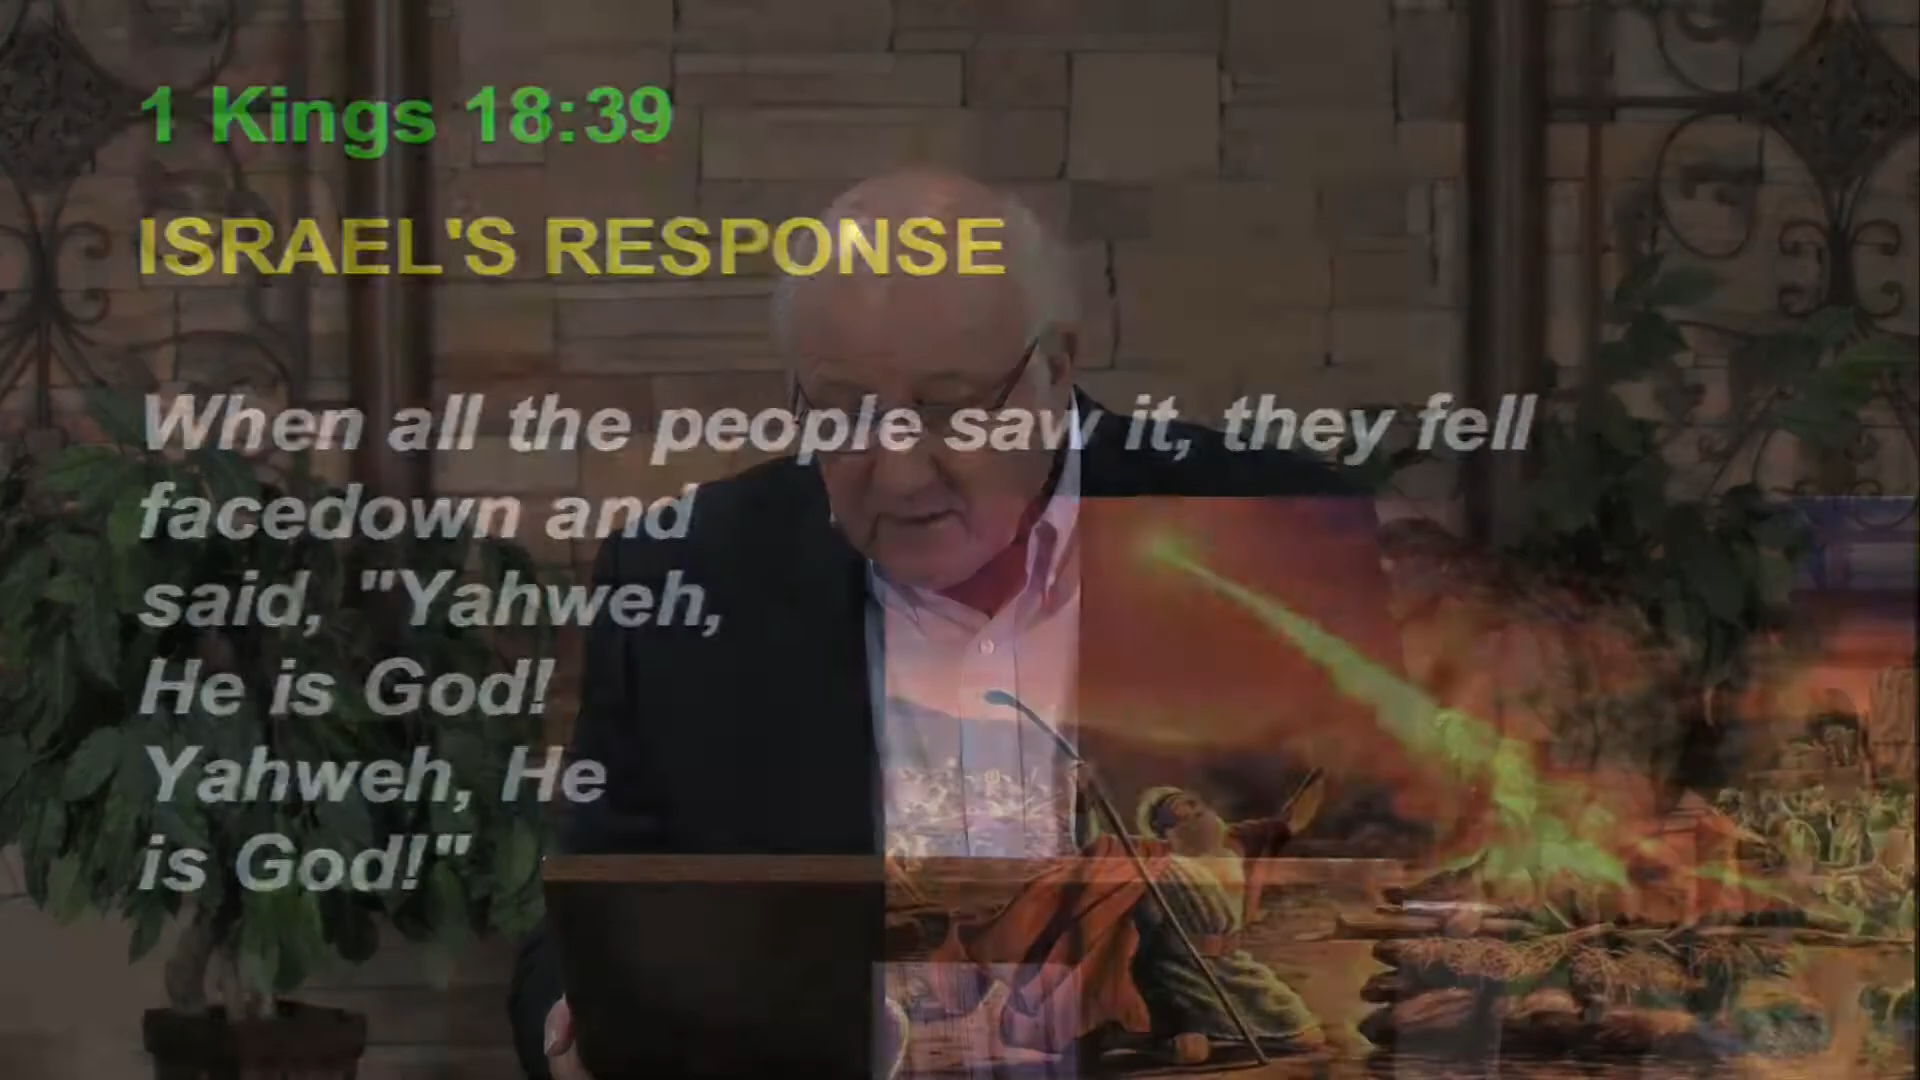 1 Kings 18:39
ISRAEL'S RESPONSE
When all the people saw it, they fell
facedown and
said, "Yahweh,
He is God!
Yahweh, He
is God!"